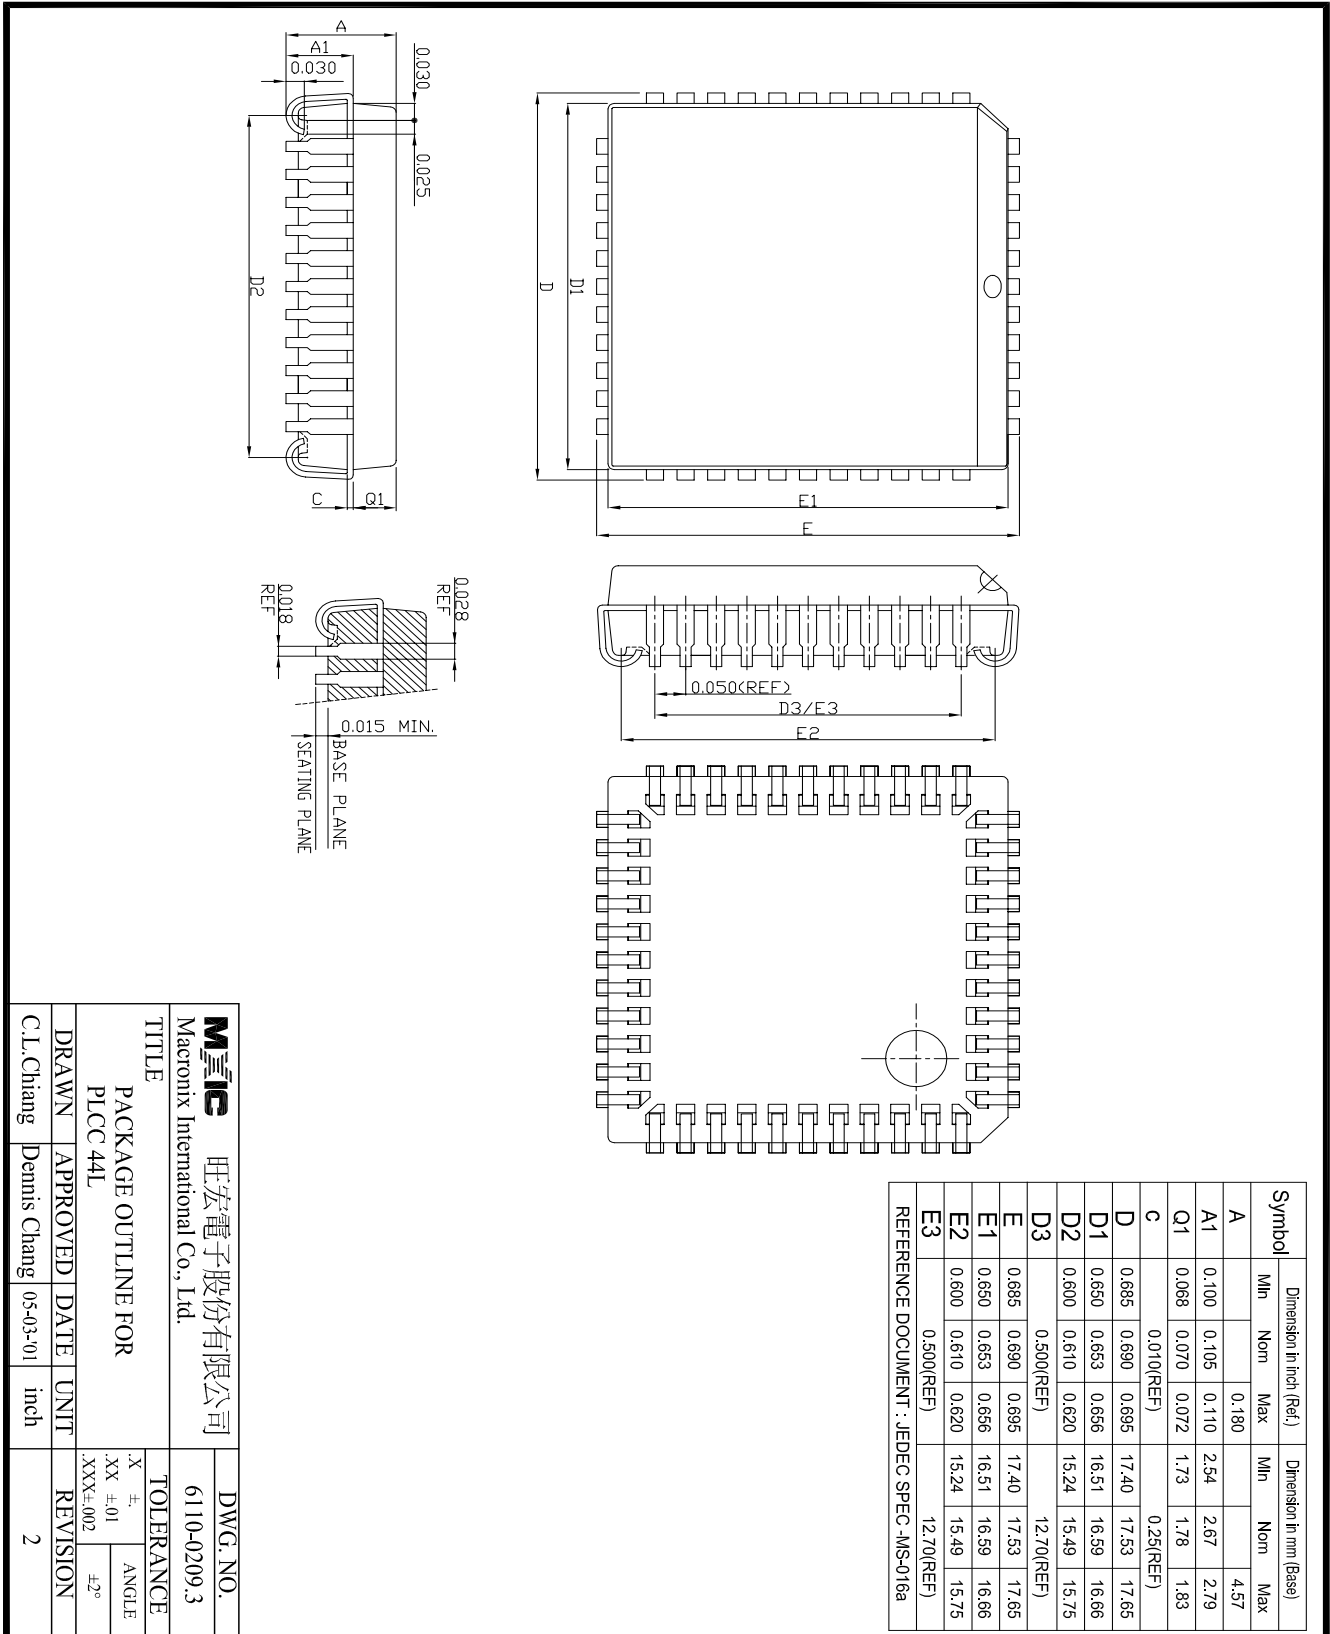 A
A1
0.030
0.030
0.025
D2
C
Q1
D1
D
E1
E
0.050(REF)
D3/E3
E2
0.028
REF
0.018
REF
0.015 MIN.
BASE PLANE
SEATING PLANE
Symbol Dimension in inch (Ref.) Dimension in mm (Base)
Min Nom Max Min Nom Max
A 0.180 4.57
A1 0.100 0.105 0.110 2.54 2.67 2.79
Q1 0.068 0.070 0.072 1.73 1.78 1.83
C 0.010(REF) 0.25(REF)
D 0.685 0.690 0.695 17.40 17.53 17.65
D1 0.650 0.653 0.656 16.51 16.59 16.66
D2 0.600 0.610 0.620 15.24 15.49 15.75
D3 0.500(REF) 12.70(REF)
E 0.685 0.690 0.695 17.40 17.53 17.65
E1 0.650 0.653 0.656 16.51 16.59 16.66
E2 0.600 0.610 0.620 15.24 15.49 15.75
E3 0.500(REF) 12.70(REF)
REFERENCE DOCUMENT : JEDEC SPEC -MS-016a
MXIC 旺宏電子股份有限公司
Macronix International Co., Ltd.
DWG. NO.
6110-0209.3
TITLE
PACKAGE OUTLINE FOR
PLCC 44L
TOLERANCE
.X ±.
.XX ±.01
.XXX±.002
ANGLE
±2°
DRAWN APPROVED DATE UNIT REVISION
C.L.Chiang Dennis Chang 05-03-'01 inch 2